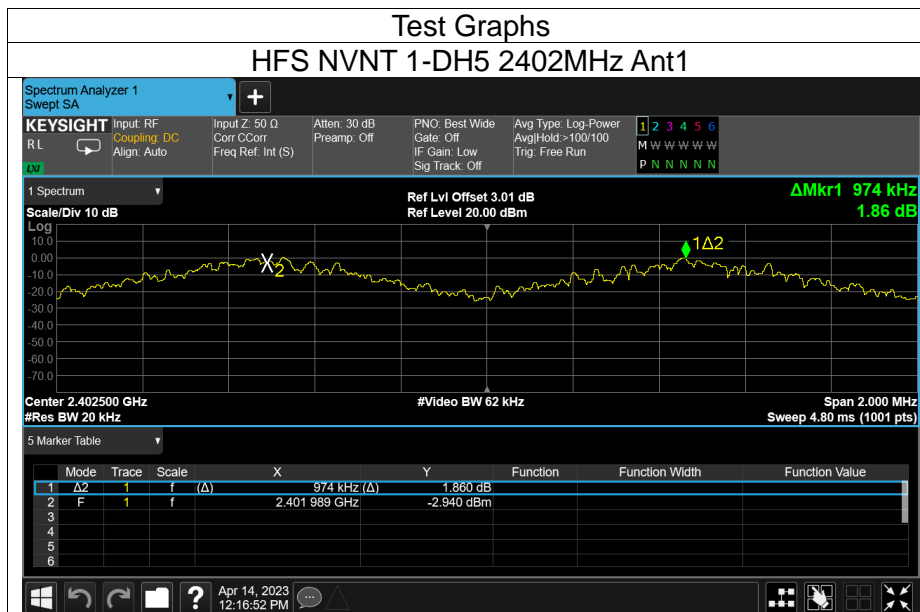 Test Graphs
HFS NVNT 1-DH5 2402MHz Ant1
Spectrum Analyzer 1
Swept SA
+
KEYSIGHT Input: RF Input Z: 50 Ω Atten: 30 dB PNO: Best Wide Avg Type: Log-Power 1 2 3 4 5 6
RL Coupling: DC Corr CCorr Preamp: Off Gate: Off Avg|Hold:>100/100 M W W W W W
Align: Auto Freq Ref: Int (S) IF Gain: Low Trig: Free Run
LXI Sig Track: Off P N N N N N
1 Spectrum Ref Lvl Offset 3.01 dB ΔMkr1 974 kHz
Scale/Div 10 dB Ref Level 20.00 dBm 1.86 dB
Log
10.0
0.00
-10.0
-20.0
-30.0
-40.0
-50.0
-60.0
-70.0
X2
1Δ2
Center 2.402500 GHz #Video BW 62 kHz Span 2.000 MHz
#Res BW 20 kHz Sweep 4.80 ms (1001 pts)
5 Marker Table
Mode Trace Scale X Y Function Function Width Function Value
1 Δ2 1 f (Δ) 974 kHz (Δ) 1.860 dB
2 F 1 f 2.401 989 GHz -2.940 dBm
3
4
5
6
? Apr 14, 2023
12:16:52 PM